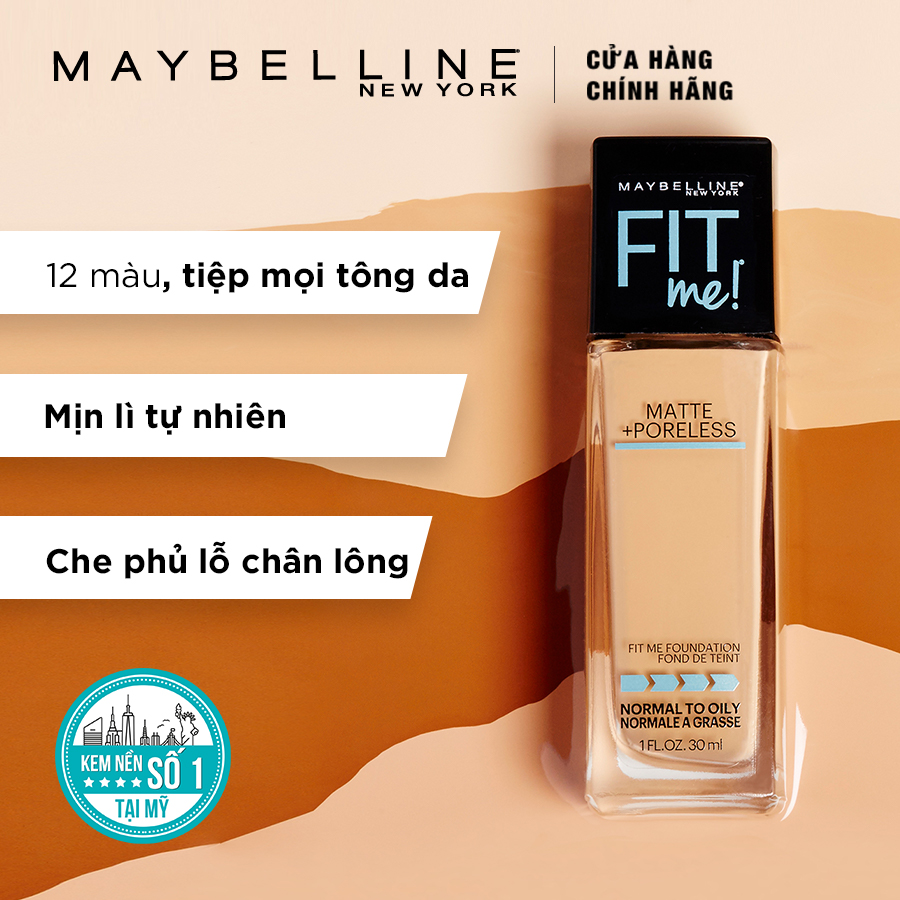 MAYBELLINE
NEW YORK
CỬA HÀNG
CHÍNH HÃNG
MAYBELLINE®
NEW YORK
FIT
me!
12 màu, tiệp mọi tông da
MATTE
+PORELESS
Mịn lì tự nhiên
Che phủ lỗ chân lông
FIT ME FOUNDATION
FOND DE TEINT
NORMAL TO OILY
NORMALE A GRASSE
1 FL.OZ. 30 ml
KEM NỀN
SỐ 1
TẠI MỸ